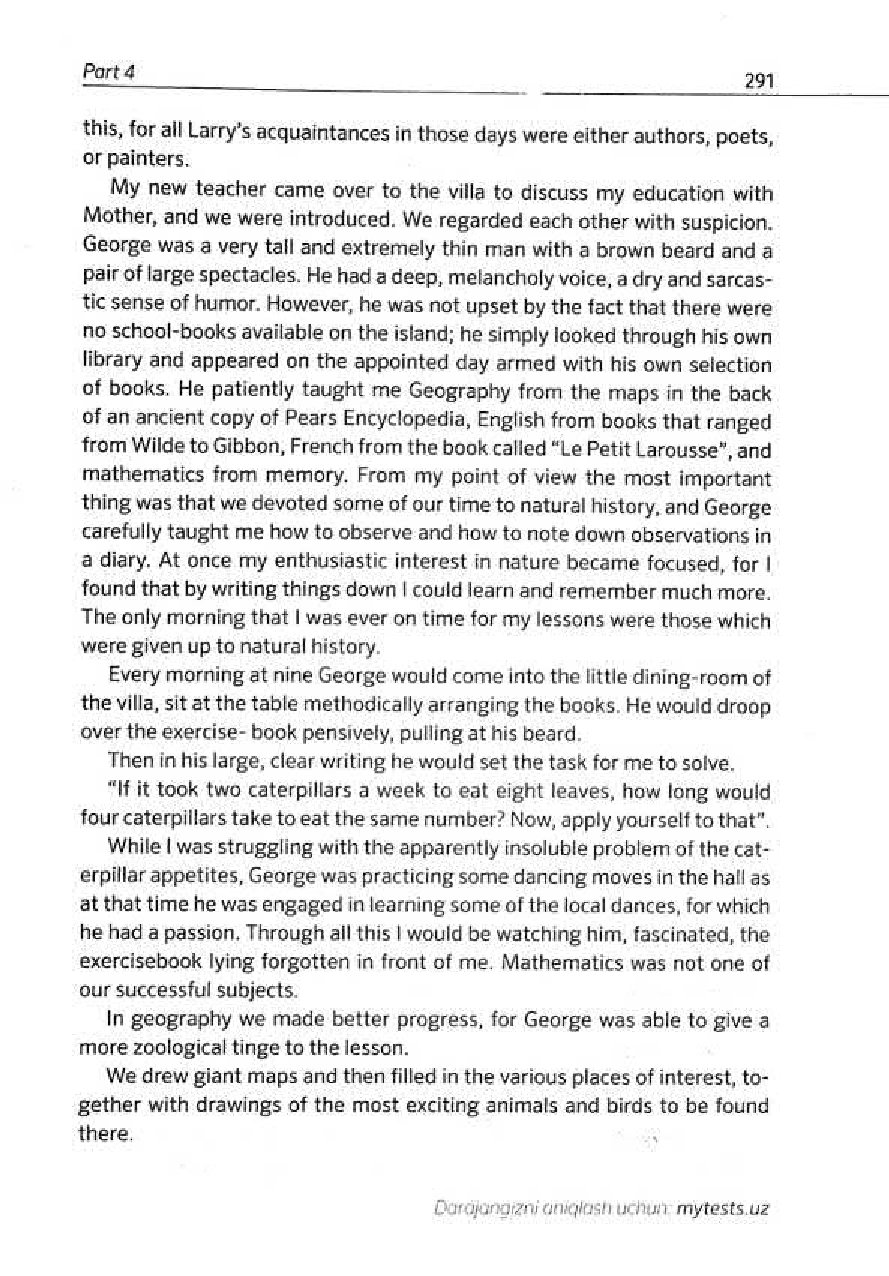 Part 4
291
this, for all Larry's acquaintances in those days were either authors, poets,
or painters.
My new teacher came over to the villa to discuss my education with
Mother, and we were introduced. We regarded each other with suspicion.
George was a very tall and extremely thin man with a brown beard and a
pair of large spectacles. He had a deep, melancholy voice, a dry and sarcas-
tic sense of humor. However, he was not upset by the fact that there were
no school-books available on the island; he simply looked through his own
library and appeared on the appointed day armed with his own selection
of books. He patiently taught me Geography from the maps in the back
of an ancient copy of Pears Encyclopedia, English from books that ranged
from Wilde to Gibbon, French from the book called "Le Petit Larousse", and
mathematics from memory. From my point of view the most important
thing was that we devoted some of our time to natural history, and George
carefully taught me how to observe and how to note down observations in
a diary. At once my enthusiastic interest in nature became focused, for I
found that by writing things down I could learn and remember much more.
The only morning that I was ever on time for my lessons were those which
were given up to natural history.
Every morning at nine George would come into the little dining-room of
the villa, sit at the table methodically arranging the books. He would droop
over the exercise- book pensively, pulling at his beard.
Then in his large, clear writing he would set the task for me to solve.
"If it took two caterpillars a week to eat eight leaves, how long would
four caterpillars take to eat the same number? Now, apply yourself to that".
While I was struggling with the apparently insoluble problem of the cat-
erpillar appetites, George was practicing some dancing moves in the hall as
at that time he was engaged in learning some of the local dances, for which
he had a passion. Through all this I would be watching him, fascinated, the
exercisebook lying forgotten in front of me. Mathematics was not one of
our successful subjects.
In geography we made better progress, for George was able to give a
more zoological tinge to the lesson.
We drew giant maps and then filled in the various places of interest, to-
gether with drawings of the most exciting animals and birds to be found
there.
Darajangizni aniqlash uchun: mytests.uz